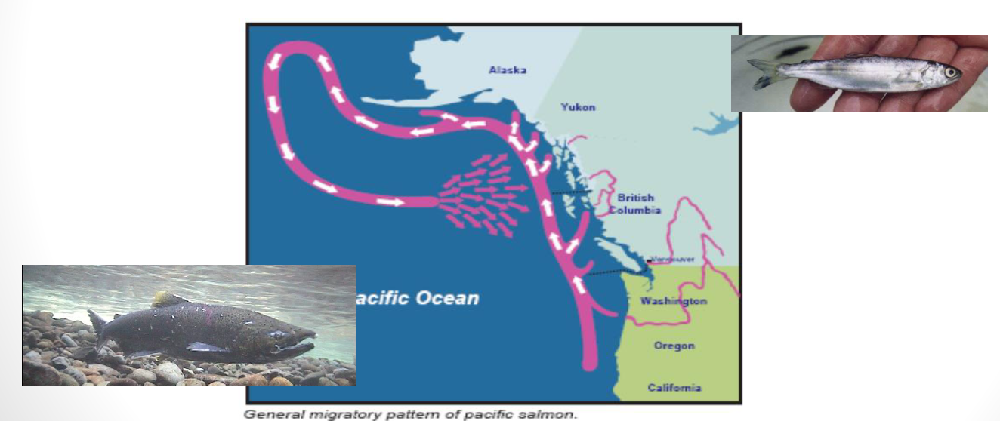 Alaska
Yukon
British
Columbia
Vancouver
acific Ocean
Washington
Oregon
California
General migratory pattern of pacific salmon.